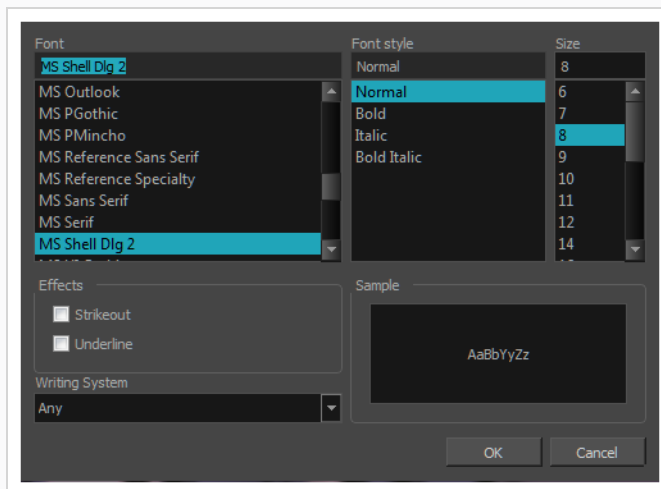 Font
MS Shell Dlg 2
MS Outlook
MS PGothic
MS PMincho
MS Reference Sans Serif
MS Reference Specialty
MS Sans Serif
MS Serif
MS Shell Dlg 2
Font style
Normal
Normal
Bold
Italic
Bold Italic
Size
8
6
7
8
9
10
11
12
14
Effects
Strikeout
Underline
Sample
AaBbYyZz
Writing System
Any
OK
Cancel